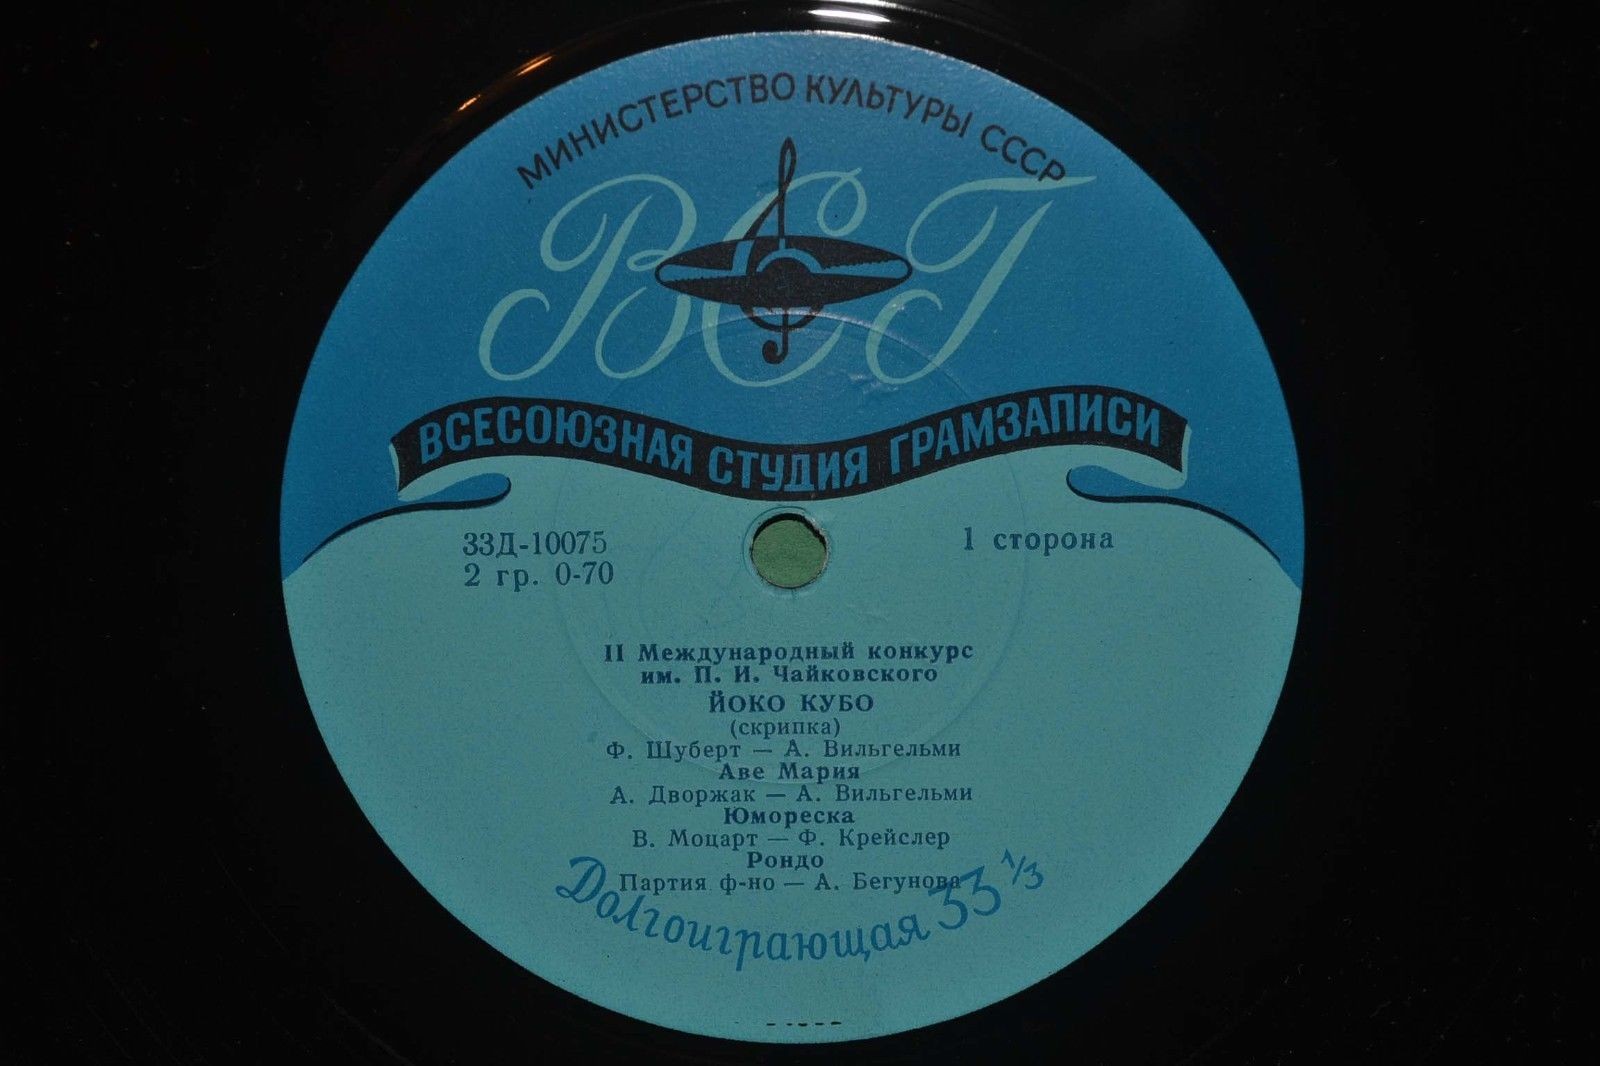 МИНИСТЕРСТВО КУЛЬТУРЫ СССР
ВСГ
ВСЕСОЮЗНАЯ СТУДИЯ ГРАМЗАПИСИ
33Д-10075
2 гр. 0-70
1 сторона
II Международный конкурс
им. П. И. Чайковского
ЙОКО КУБО
(скрипка)
Ф. Шуберт — А. Вильгельми
Аве Мария
А. Дворжак — А. Вильгельми
Юмореска
В. Моцарт — Ф. Крейслер
Рондо
Партия ф-но — А. Бегунова
Долгоиграющая 33 1/3